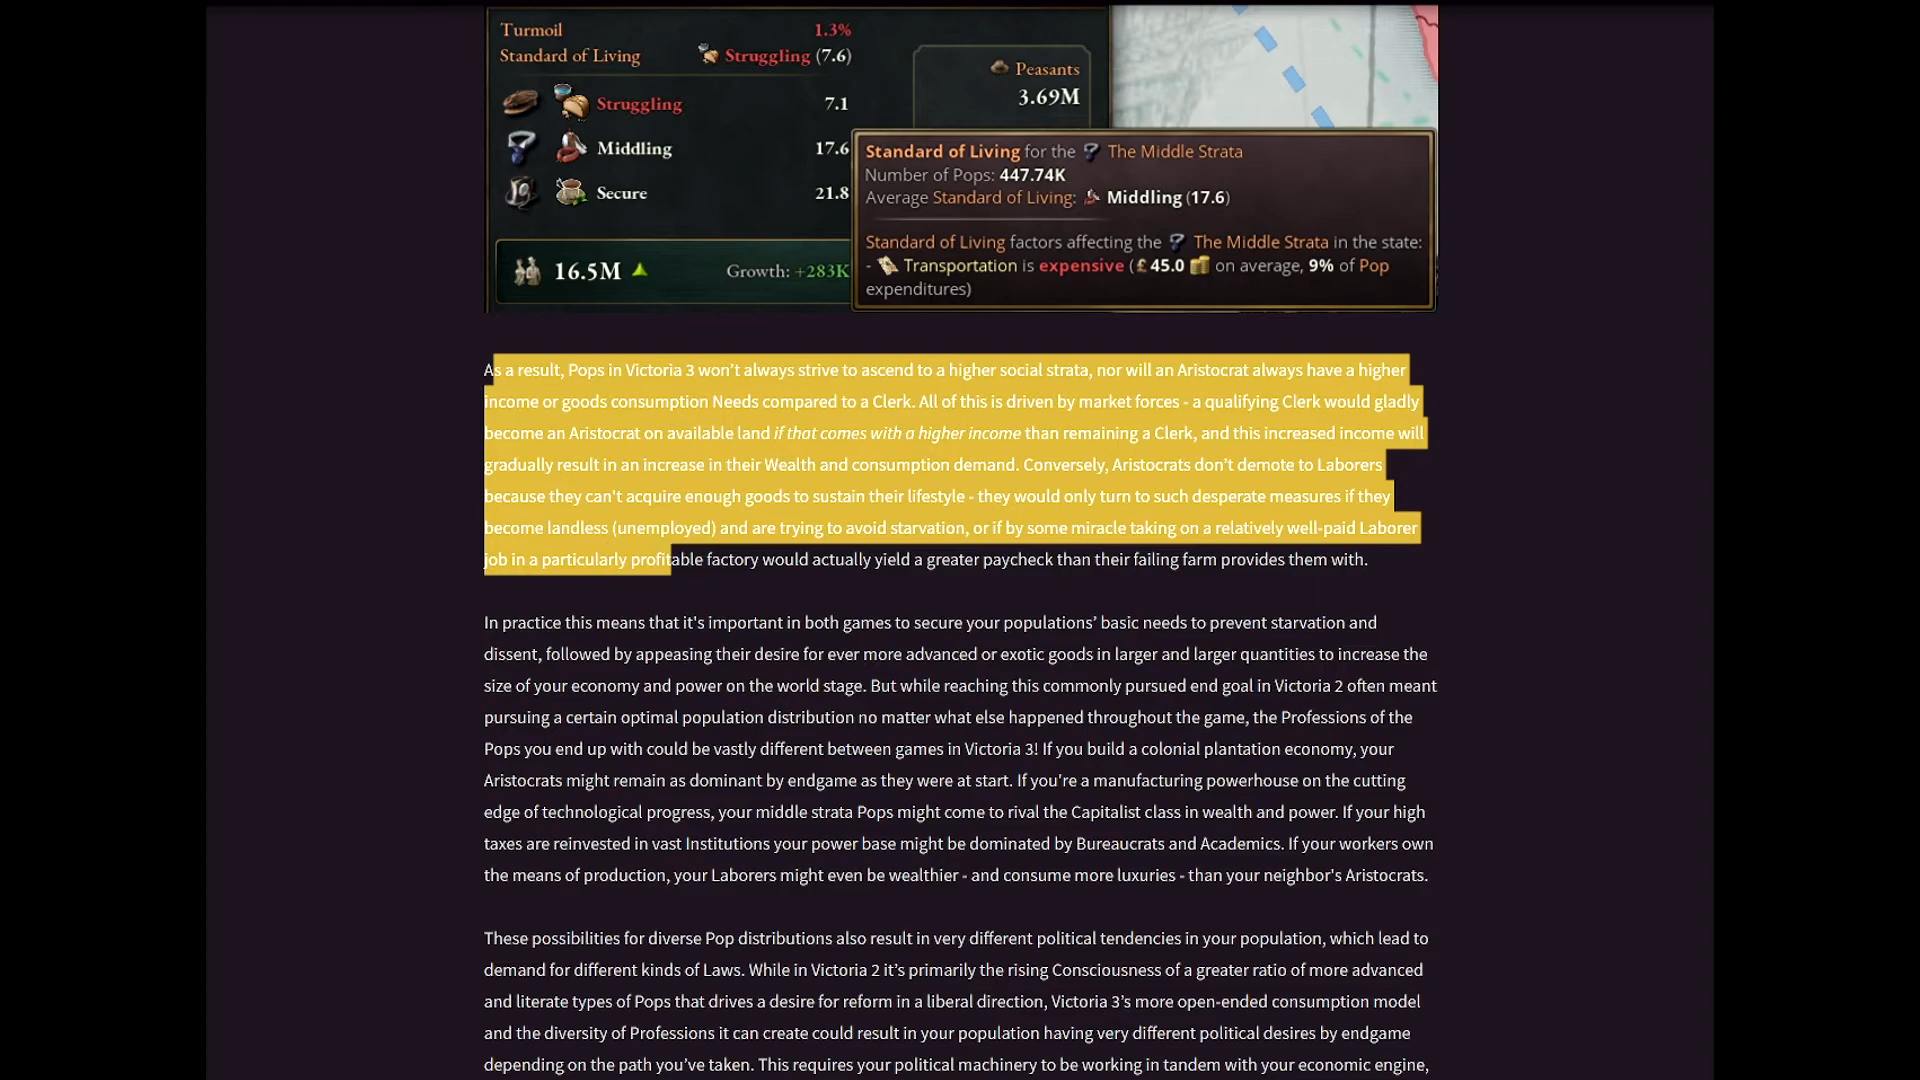 Turmoil 1.3%
Standard of Living Struggling (7.6)
Peasants
3.69M
Struggling 7.1
Middling 17.6
Secure 21.8
16.5M Growth: +283K
Standard of Living for the The Middle Strata
Number of Pops: 447.74K
Average Standard of Living: Middling (17.6)
Standard of Living factors affecting the The Middle Strata in the state:
- Transportation is expensive (£45.0 on average, 9% of Pop
expenditures)
As a result, Pops in Victoria 3 won’t always strive to ascend to a higher social strata, nor will an Aristocrat always have a higher
income or goods consumption Needs compared to a Clerk. All of this is driven by market forces - a qualifying Clerk would gladly
become an Aristocrat on available land if that comes with a higher income than remaining a Clerk, and this increased income will
gradually result in an increase in their Wealth and consumption demand. Conversely, Aristocrats don’t demote to Laborers
because they can't acquire enough goods to sustain their lifestyle - they would only turn to such desperate measures if they
become landless (unemployed) and are trying to avoid starvation, or if by some miracle taking on a relatively well-paid Laborer
job in a particularly profitable factory would actually yield a greater paycheck than their failing farm provides them with.
In practice this means that it's important in both games to secure your populations’ basic needs to prevent starvation and
dissent, followed by appeasing their desire for ever more advanced or exotic goods in larger and larger quantities to increase the
size of your economy and power on the world stage. But while reaching this commonly pursued end goal in Victoria 2 often meant
pursuing a certain optimal population distribution no matter what else happened throughout the game, the Professions of the
Pops you end up with could be vastly different between games in Victoria 3! If you build a colonial plantation economy, your
Aristocrats might remain as dominant by endgame as they were at start. If you're a manufacturing powerhouse on the cutting
edge of technological progress, your middle strata Pops might come to rival the Capitalist class in wealth and power. If your high
taxes are reinvested in vast Institutions your power base might be dominated by Bureaucrats and Academics. If your workers own
the means of production, your Laborers might even be wealthier - and consume more luxuries - than your neighbor's Aristocrats.
These possibilities for diverse Pop distributions also result in very different political tendencies in your population, which lead to
demand for different kinds of Laws. While in Victoria 2 it’s primarily the rising Consciousness of a greater ratio of more advanced
and literate types of Pops that drives a desire for reform in a liberal direction, Victoria 3’s more open-ended consumption model
and the diversity of Professions it can create could result in your population having very different political desires by endgame
depending on the path you’ve taken. This requires your political machinery to be working in tandem with your economic engine,